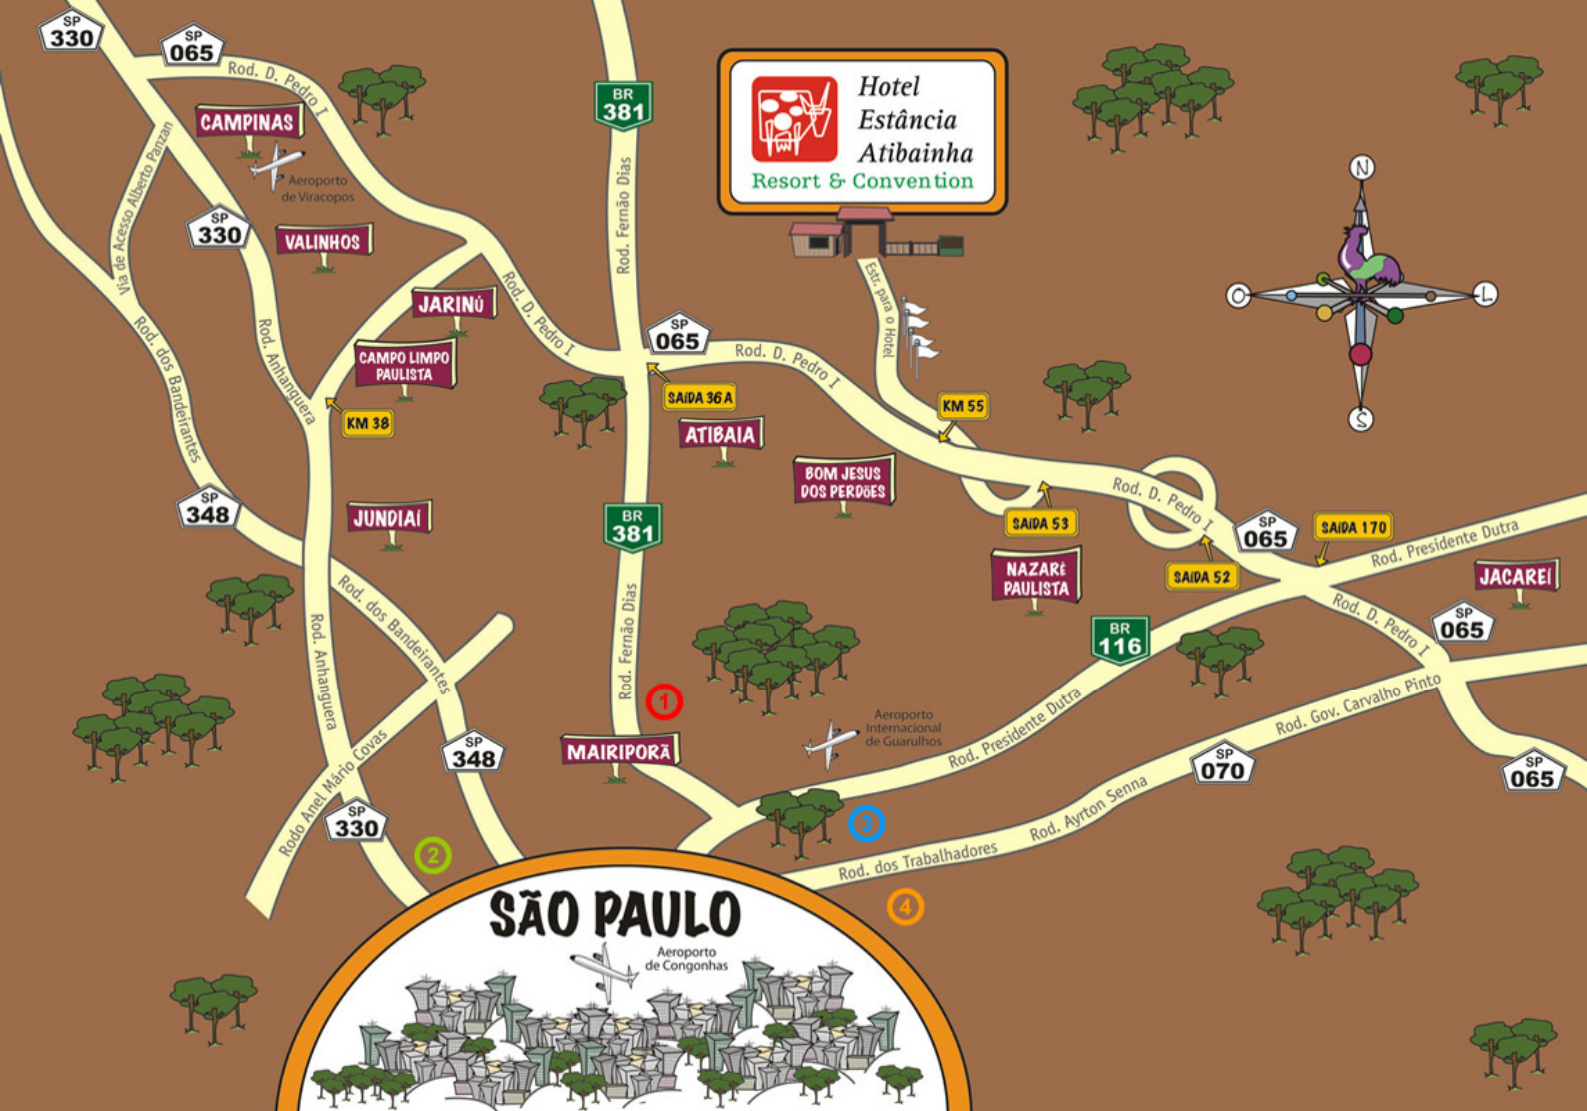 SP
330
SP
065
Rod. D. Pedro I
CAMPINAS
Aeroporto
de Viracopos
Via de Acesso Alberto Panzan
SP
330
VALINHOS
BR
381
Rod. Fernão Dias
Hotel
Estância
Atibainha
Resort & Convention
Estr. para o Hotel
N
O
L
S
JARINÚ
Rod. D. Pedro I
CAMPO LIMPO
PAULISTA
Rod. Anhanguera
Rod. dos Bandeirantes
KM 38
SP
065
Rod. D. Pedro I
SAÍDA 36A
ATIBAIA
KM 55
BOM JESUS
DOS PERDÕES
Rod. D. Pedro I
SAÍDA 53
SP
065
SAÍDA 170
Rod. Presidente Dutra
SAÍDA 52
NAZARÉ
PAULISTA
JACAREÍ
SP
348
JUNDIAÍ
BR
381
Rod. dos Bandeirantes
Rod. Anhanguera
Rod. Fernão Dias
BR
116
Rod. D. Pedro I
SP
065
1
MAIRIPORÃ
Aeroporto
Internacional
de Guarulhos
Rod. Presidente Dutra
Rod. Gov. Carvalho Pinto
SP
348
SP
070
SP
065
Rodo Anel Mário Covas
SP
330
2
3
Rod. Ayrton Senna
Rod. dos Trabalhadores
4
SÃO PAULO
Aeroporto
de Congonhas